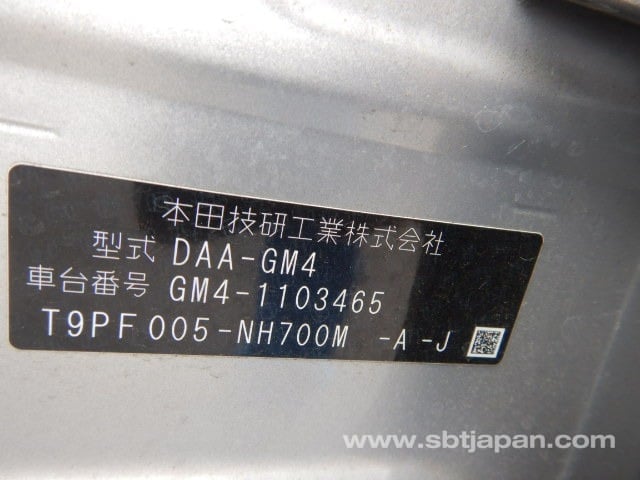 本田技研工業株式会社
型式 DAA-GM4
車台番号 GM4-1103465
T9PF005-NH700M -A -J
www.sbtjapan.com